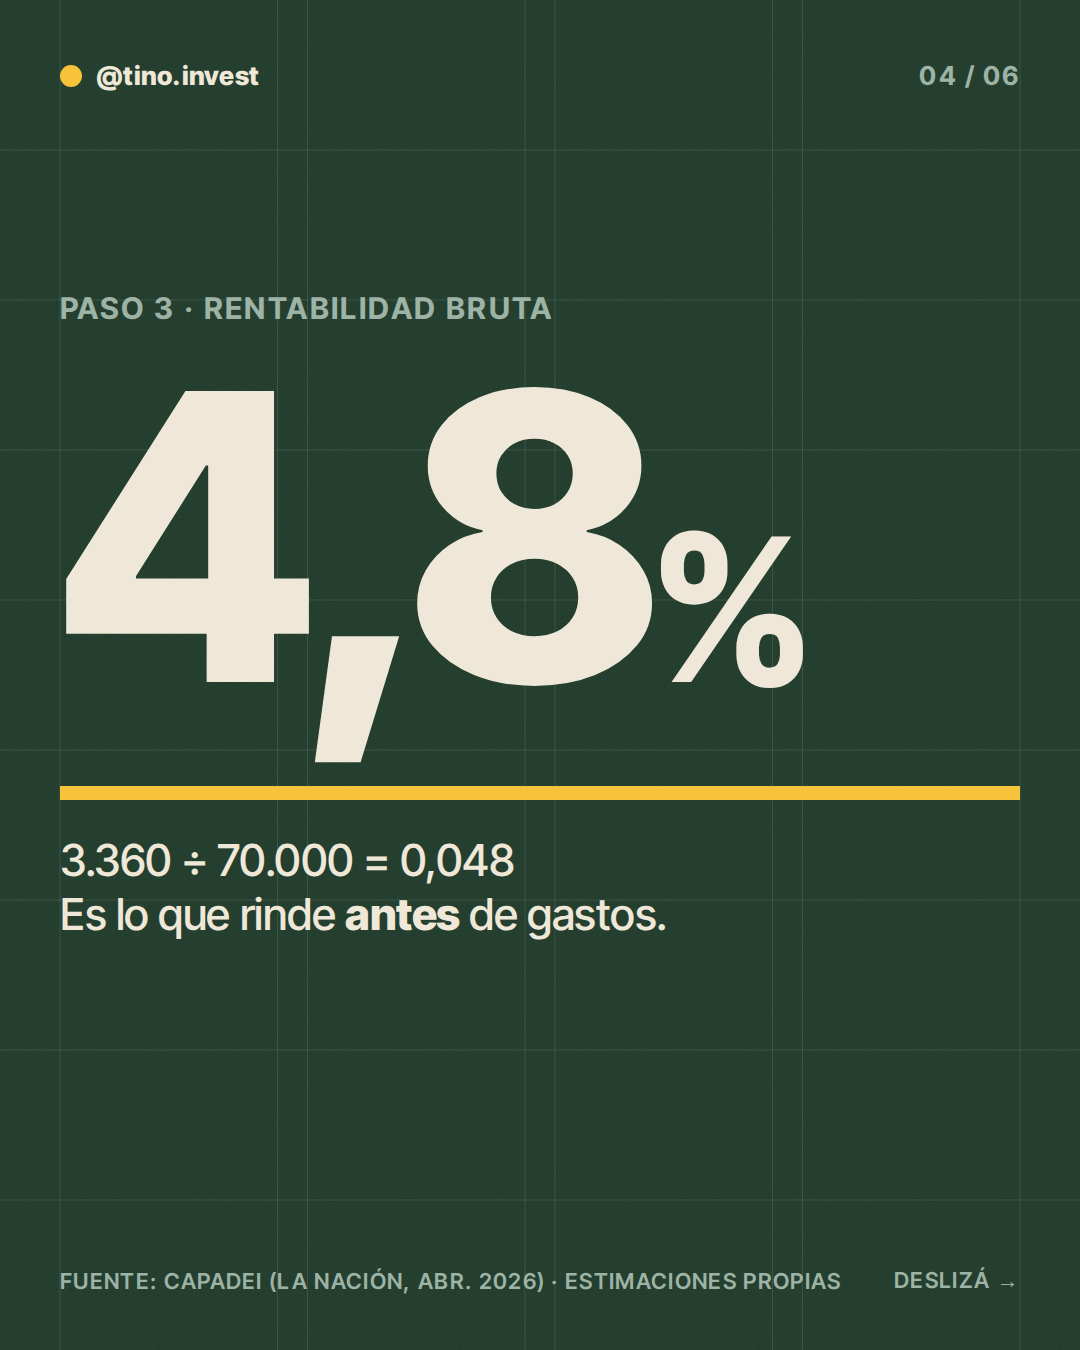 @tino.invest
04 / 06
PASO 3 · RENTABILIDAD BRUTA
4,8%
3.360 ÷ 70.000 = 0,048
Es lo que rinde antes de gastos.
FUENTE: CAPADEI (LA NACIÓN, ABR. 2026) · ESTIMACIONES PROPIAS
DESLIZÁ →